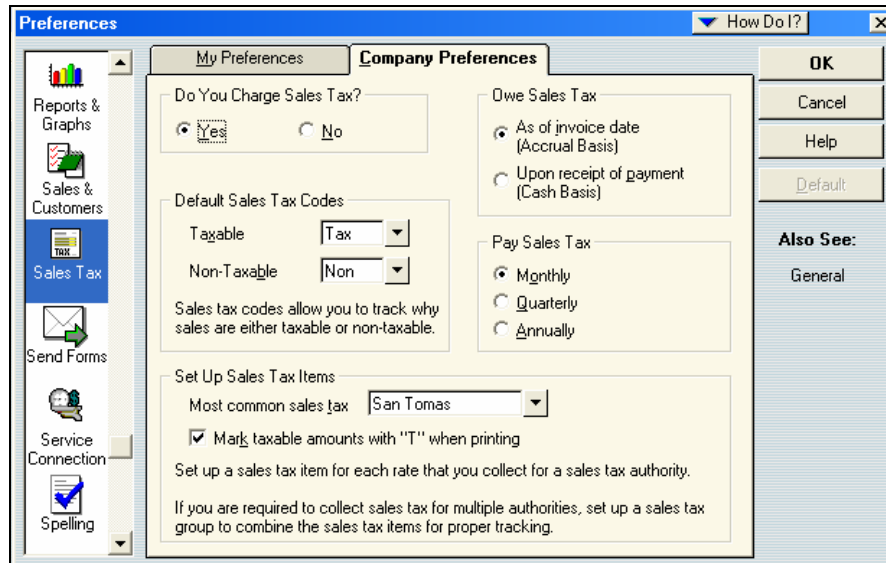 Preferences
How Do I?
Reports &
Graphs
Sales &
Customers
TAX
Sales Tax
Send Forms
Service
Connection
Spelling
My Preferences
Company Preferences
Do You Charge Sales Tax?
Yes
No
Default Sales Tax Codes
Taxable
Tax
Non-Taxable
Non
Sales tax codes allow you to track why
sales are either taxable or non-taxable.
Owe Sales Tax
As of invoice date
(Accrual Basis)
Upon receipt of payment
(Cash Basis)
Pay Sales Tax
Monthly
Quarterly
Annually
Set Up Sales Tax Items
Most common sales tax
San Tomas
Mark taxable amounts with "T" when printing
Set up a sales tax item for each rate that you collect for a sales tax authority.
If you are required to collect sales tax for multiple authorities, set up a sales tax
group to combine the sales tax items for proper tracking.
OK
Cancel
Help
Default
Also See:
General